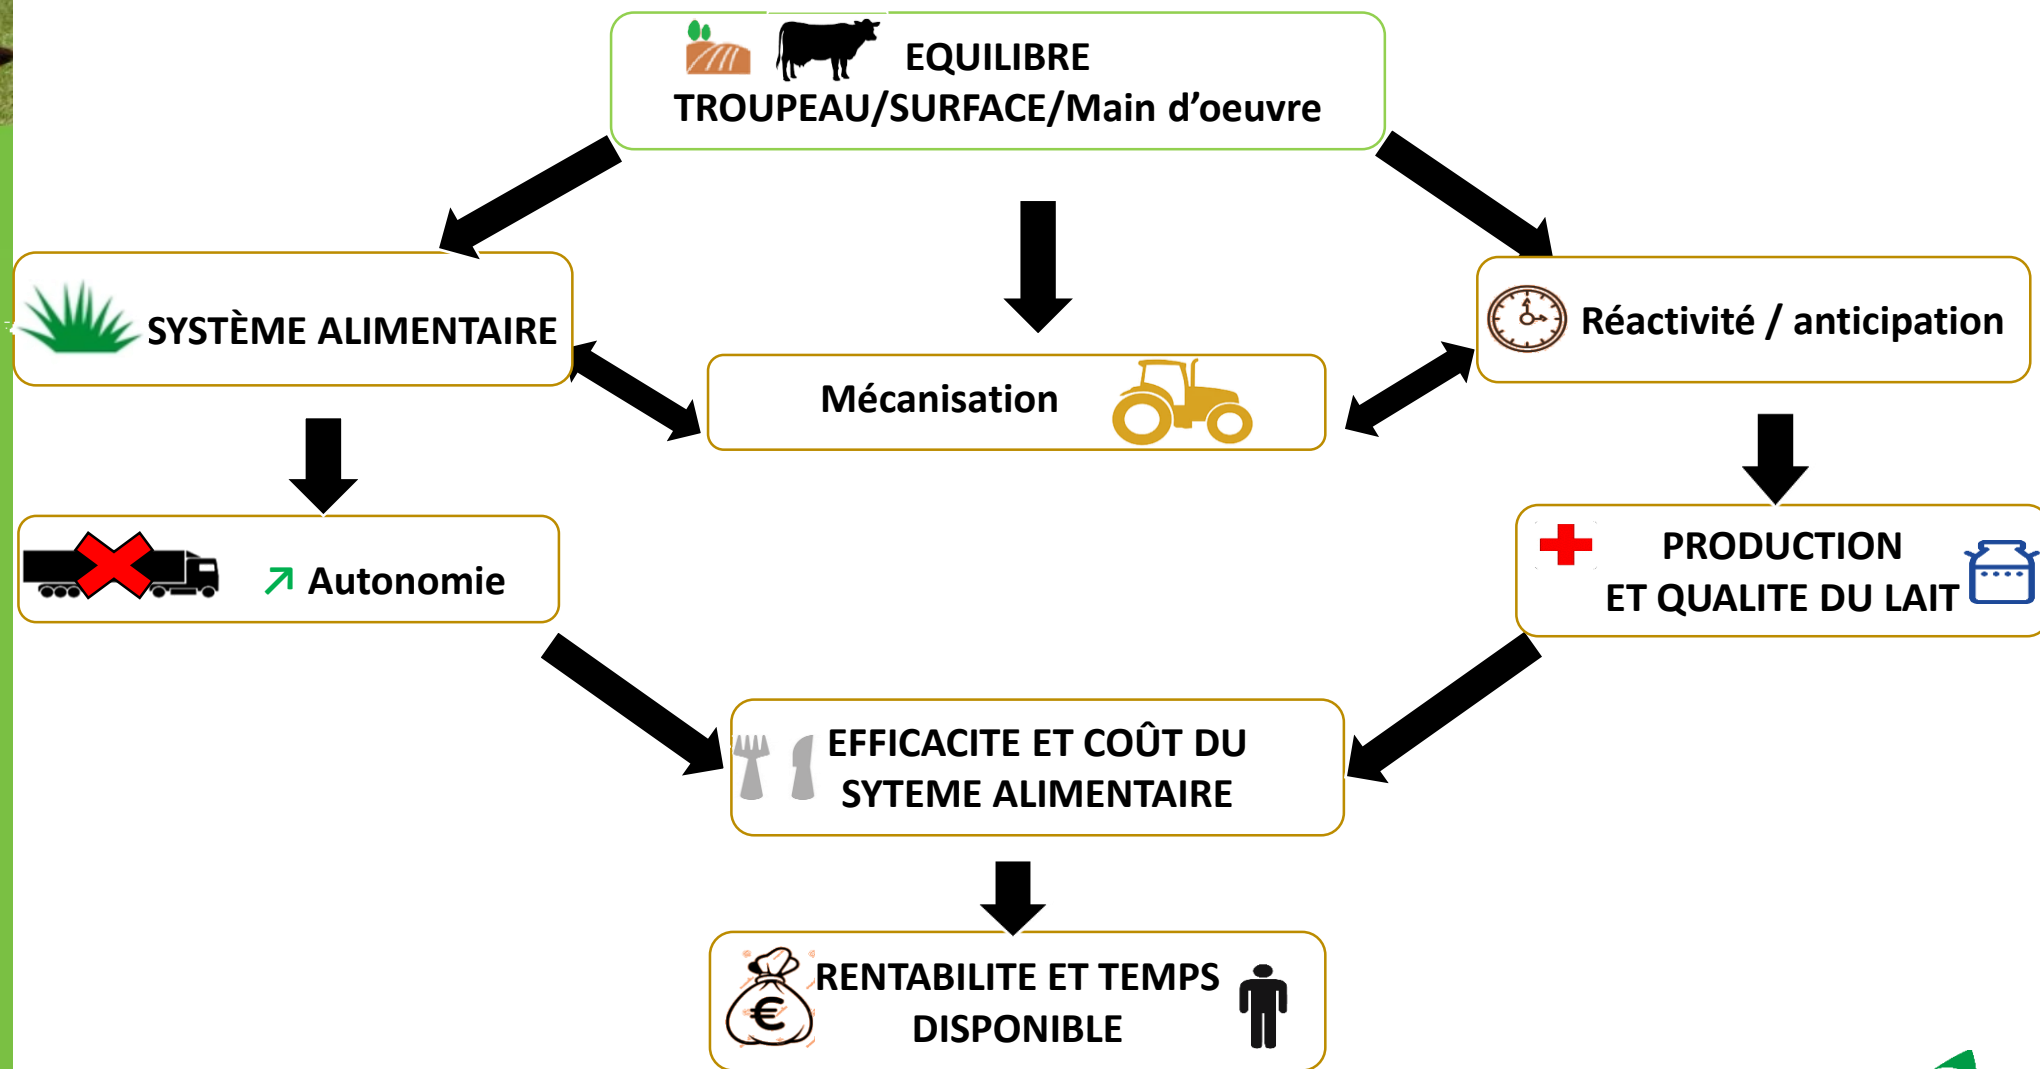 EQUILIBRE
TROUPEAU/SURFACE/Main d'oeuvre
SYSTÈME ALIMENTAIRE
Réactivité / anticipation
Mécanisation
Autonomie
PRODUCTION
ET QUALITE DU LAIT
EFFICACITE ET COÛT DU
SYTEME ALIMENTAIRE
€
RENTABILITE ET TEMPS
DISPONIBLE